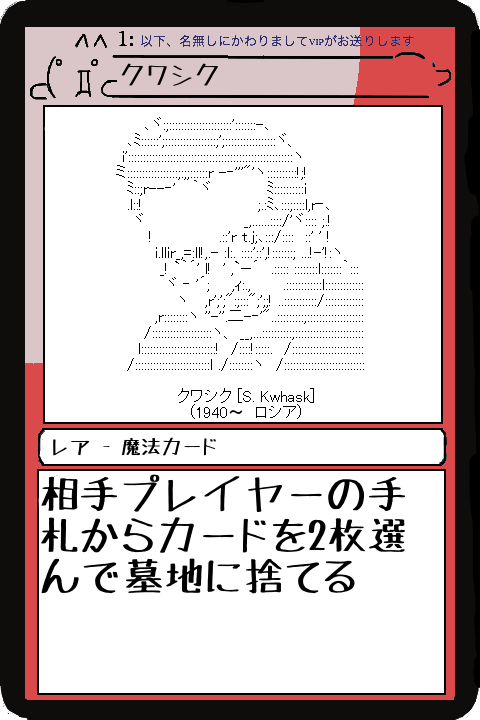 1: 以下、名無しにかわりましてVIPがお送りします
クワシク
クワシク [S. Kwhask]
(1940～ ロシア)
レア - 魔法カード
相手プレイヤーの手
札からカードを2枚選
んで墓地に捨てる